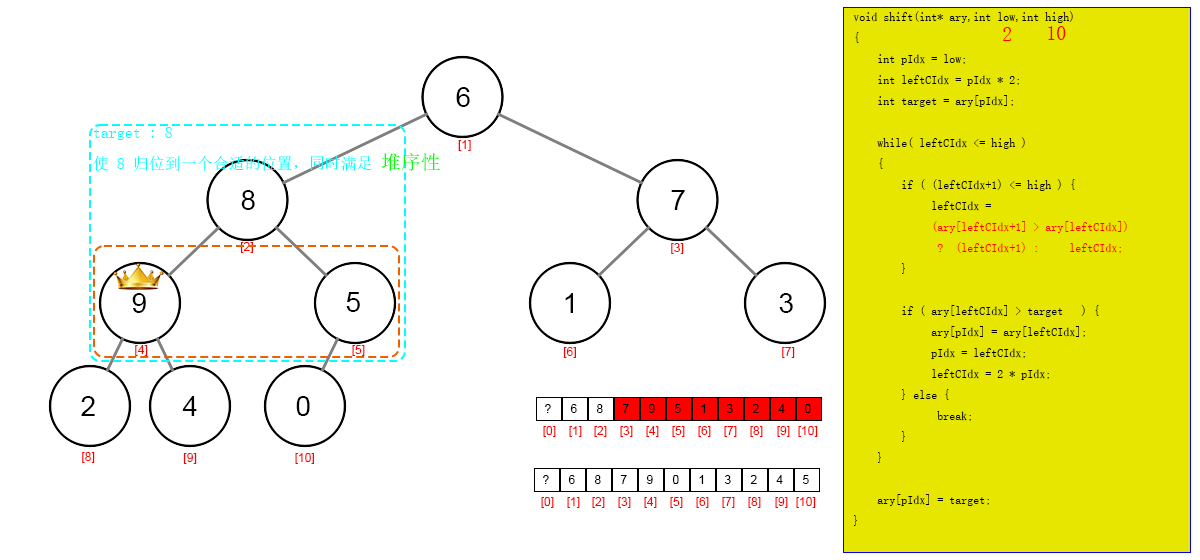 6
[1]
target : 8
使 8 归位到一个合适的位置，同时满足 堆序性
8
[2]
7
[3]
9
[4]
5
[5]
1
[6]
3
[7]
2
[8]
4
[9]
0
[10]
? 6 8 7 9 5 1 3 2 4 0
[0] [1] [2] [3] [4] [5] [6] [7] [8] [9] [10]
? 6 8 7 9 0 1 3 2 4 5
[0] [1] [2] [3] [4] [5] [6] [7] [8] [9] [10]
void shift(int* ary,int low,int high)
{
2 10
int pIdx = low;
int leftCIdx = pIdx * 2;
int target = ary[pIdx];
while( leftCIdx <= high )
{
if ( (leftCIdx+1) <= high ) {
leftCIdx =
(ary[leftCIdx+1] > ary[leftCIdx])
? (leftCIdx+1) : leftCIdx;
}
if ( ary[leftCIdx] > target ) {
ary[pIdx] = ary[leftCIdx];
pIdx = leftCIdx;
leftCIdx = 2 * pIdx;
} else {
break;
}
}
ary[pIdx] = target;
}